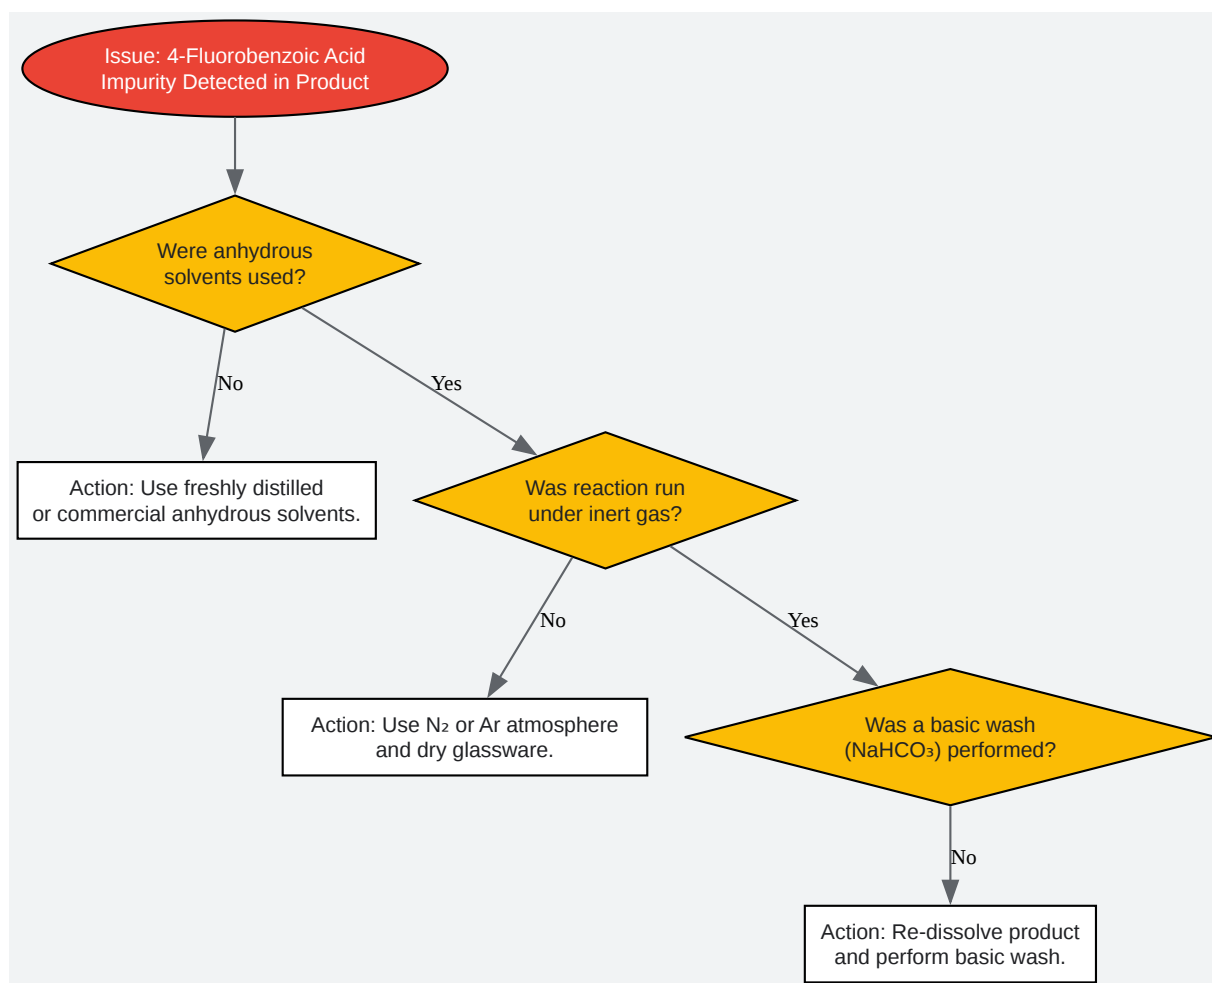 Issue: 4-Fluorobenzoic Acid
Impurity Detected in Product
Were anhydrous
solvents used?
No
Yes
Action: Use freshly distilled
or commercial anhydrous solvents.
Was reaction run
under inert gas?
No
Yes
Action: Use N₂ or Ar atmosphere
and dry glassware.
Was a basic wash
(NaHCO₃) performed?
No
Action: Re-dissolve product
and perform basic wash.